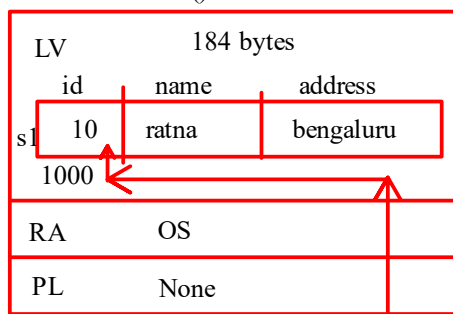 ()
LV 184 bytes
id name address
s1 10 ratna bengaluru
1000
RA OS
PL None